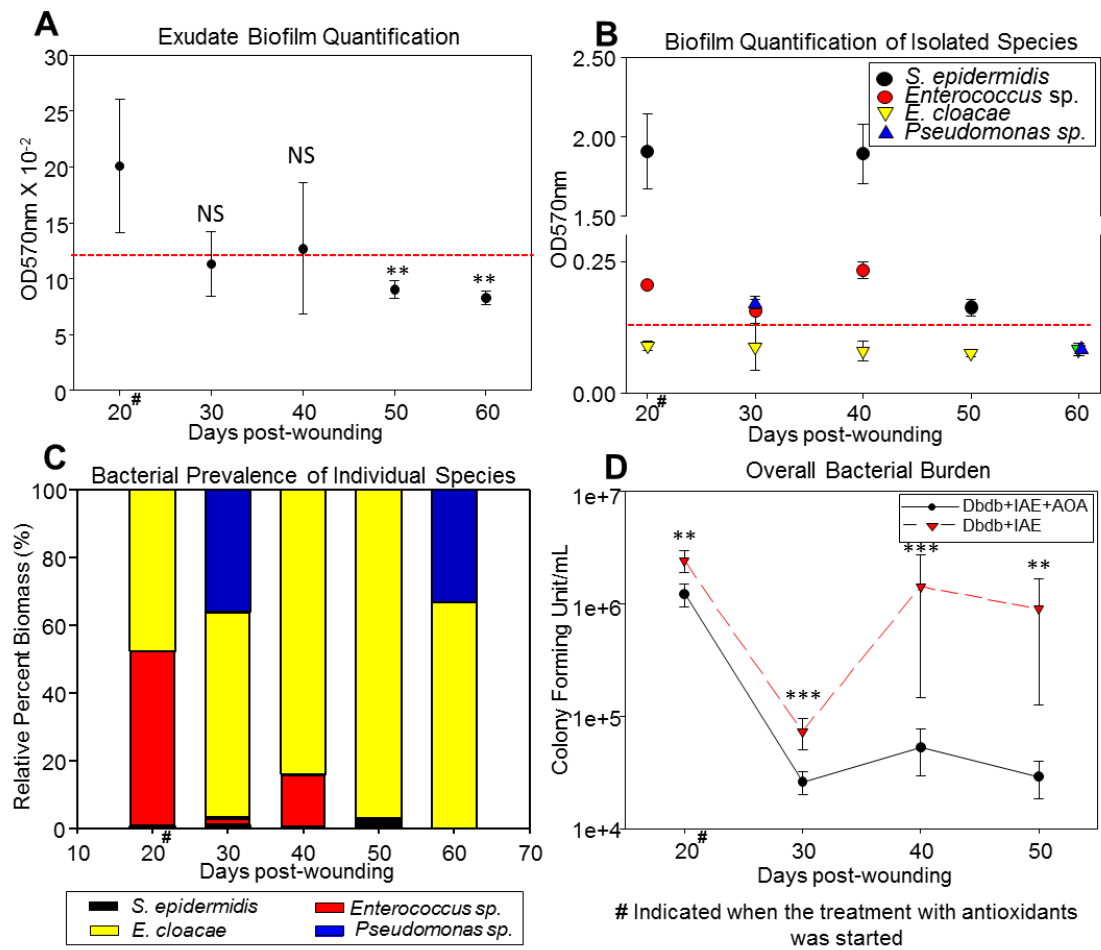 A
Exudate Biofilm Quantification
30
25
20
15
10
5
0
OD570nm X 10-2
NS
NS
**
**
20#
30
40
50
60
Days post-wounding
B
Biofilm Quantification of Isolated Species
S. epidermidis
Enterococcus sp.
E. cloacae
Pseudomonas sp.
2.50
2.00
1.50
0.25
0.00
OD570nm
20#
30
40
50
60
Days post-wounding
C
Bacterial Prevalence of Individual Species
100
80
60
40
20
0
Relative Percent Biomass (%)
10
20#
30
40
50
60
70
Days post-wounding
S. epidermidis
Enterococcus sp.
E. cloacae
Pseudomonas sp.
D
Overall Bacterial Burden
1e+7
1e+6
1e+5
1e+4
Colony Forming Unit/mL
Dbdb+IAE+AOA
Dbdb+IAE
**
***
***
**
20#
30
40
50
Days post-wounding
# Indicated when the treatment with antioxidants
was started